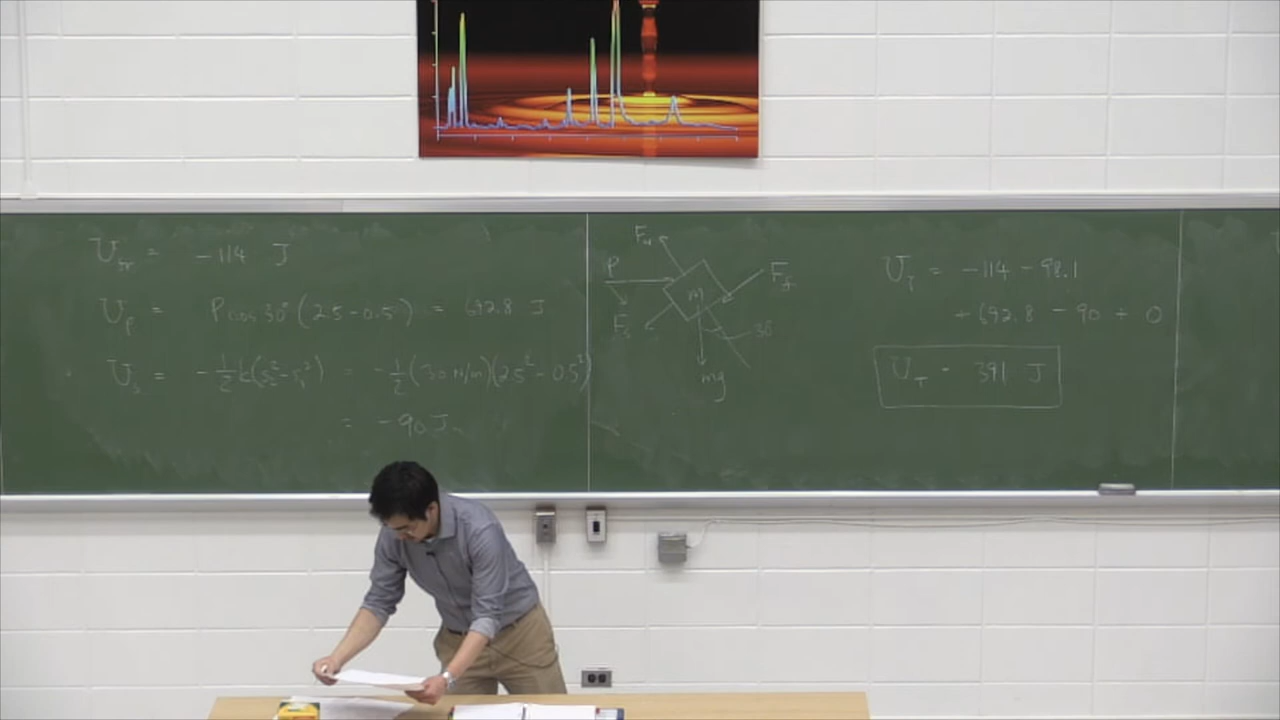 U_fr = -114 J
U_p = P cos 30° (2.5 - 0.5) = 692.8 J
U_s = -1/2 k(s₂² - s₁²) = -1/2 (30 N/m)(2.5² - 0.5²)
= -90 J
F_N
P
F_f
m
F_s
30
mg
U_T = -114 - 98.1
+ 692.8 - 90 + 0
U_T = 391 J